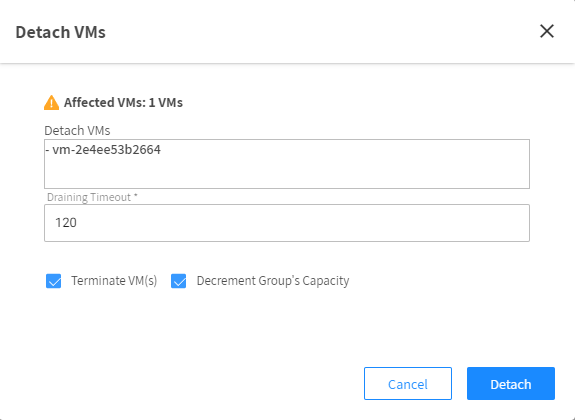 Detach VMs
Affected VMs: 1 VMs
Detach VMs
- vm-2e4ee53b2664
Draining Timeout *
120
Terminate VM(s) Decrement Group's Capacity
Cancel Detach